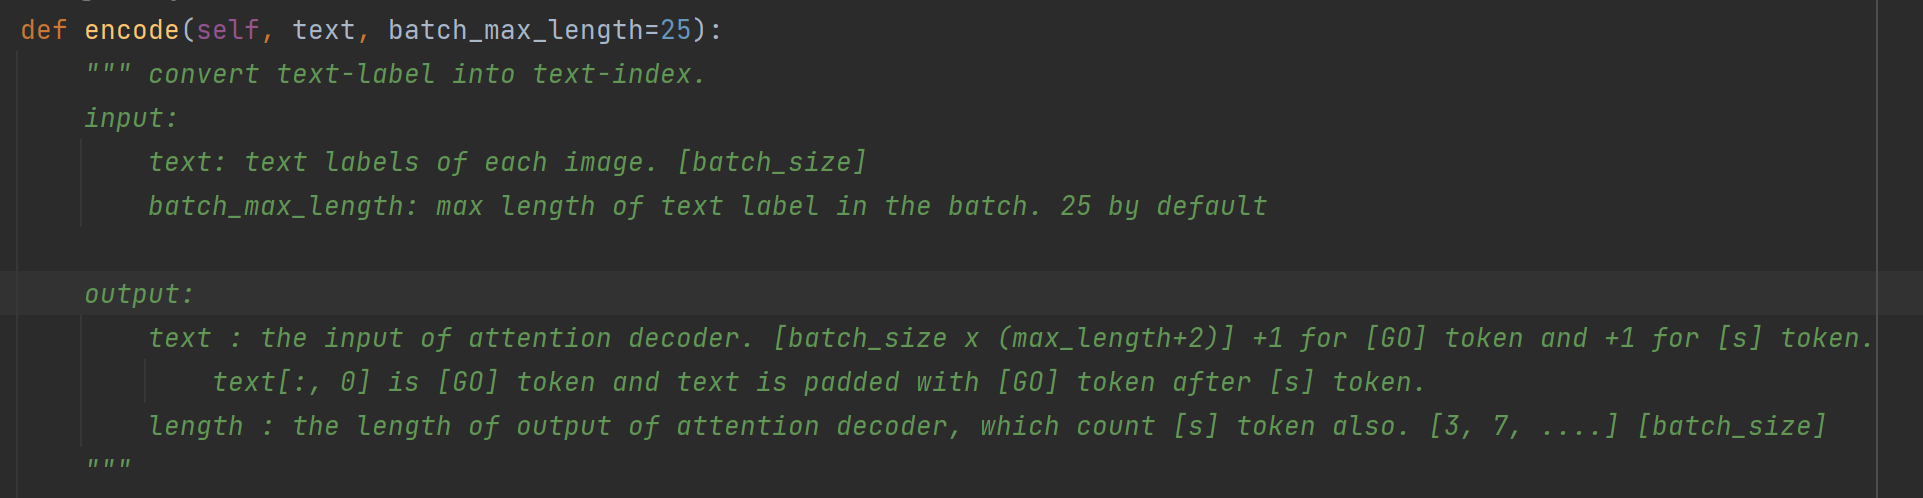 def encode(self, text, batch_max_length=25):
""" convert text-label into text-index.
input:
text: text labels of each image. [batch_size]
batch_max_length: max length of text label in the batch. 25 by default
output:
text : the input of attention decoder. [batch_size x (max_length+2)] +1 for [GO] token and +1 for [s] token.
text[:, 0] is [GO] token and text is padded with [GO] token after [s] token.
length : the length of output of attention decoder, which count [s] token also. [3, 7, ....] [batch_size]
"""